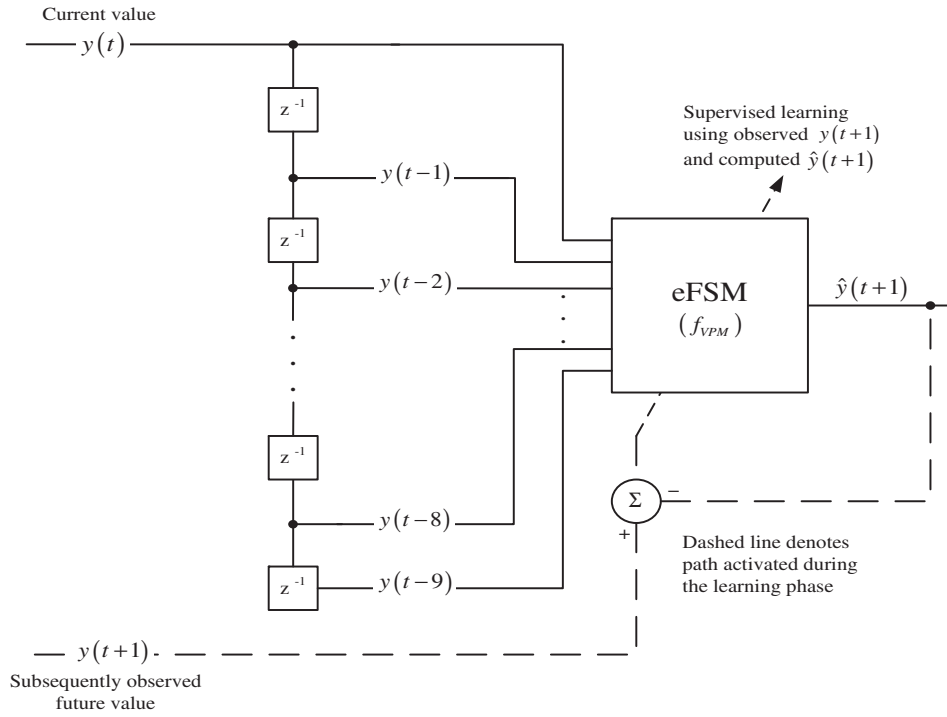 Current value
y(t)
z⁻¹
Supervised learning
using observed y(t+1)
and computed ŷ(t+1)
y(t−1)
z⁻¹
y(t−2)
eFSM
(f_VPM)
ŷ(t+1)
z⁻¹
Σ
−
+
y(t−8)
Dashed line denotes
path activated during
the learning phase
z⁻¹
y(t−9)
y(t+1)
Subsequently observed
future value